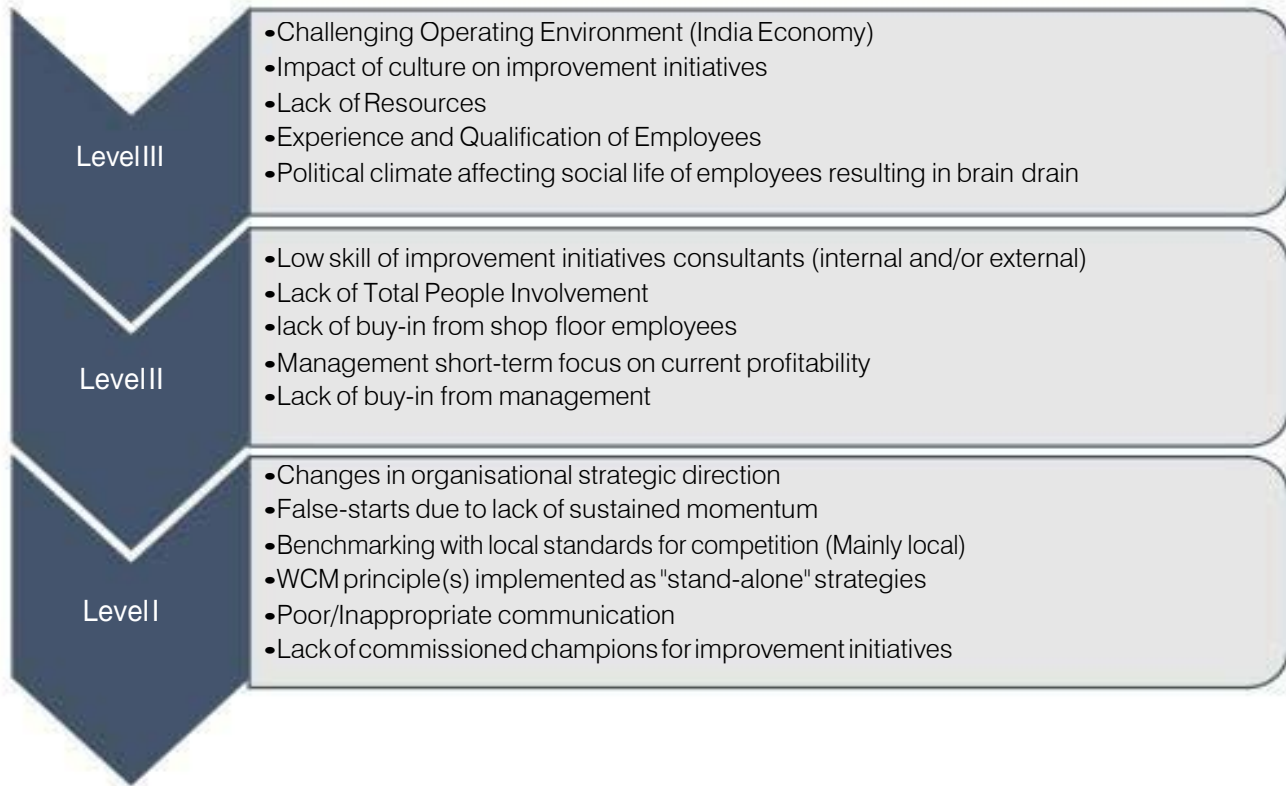 Level III
•Challenging Operating Environment (India Economy)
•Impact of culture on improvement initiatives
•Lack of Resources
•Experience and Qualification of Employees
•Political climate affecting social life of employees resulting in brain drain
Level II
•Low skill of improvement initiatives consultants (internal and/or external)
•Lack of Total People Involvement
•lack of buy-in from shop floor employees
•Management short-term focus on current profitability
•Lack of buy-in from management
Level I
•Changes in organisational strategic direction
•False-starts due to lack of sustained momentum
•Benchmarking with local standards for competition (Mainly local)
•WCM principle(s) implemented as "stand-alone" strategies
•Poor/Inappropriate communication
•Lack of commissioned champions for improvement initiatives